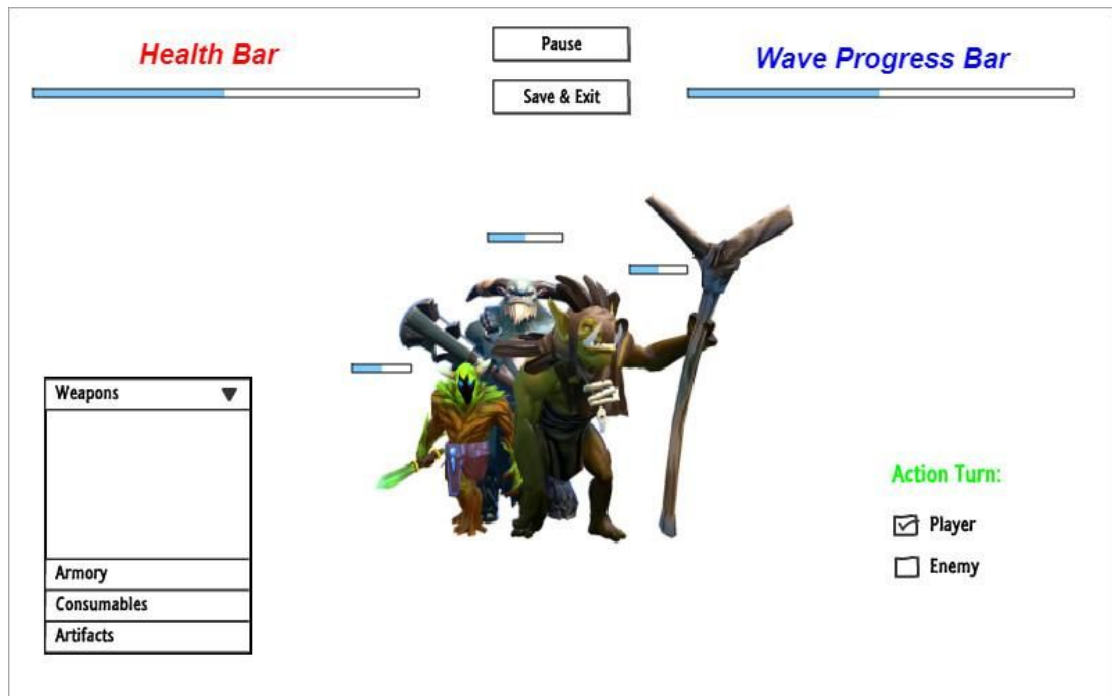 Health Bar
Pause
Save & Exit
Wave Progress Bar
Weapons
Armory
Consumables
Artifacts
Action Turn:
Player
Enemy